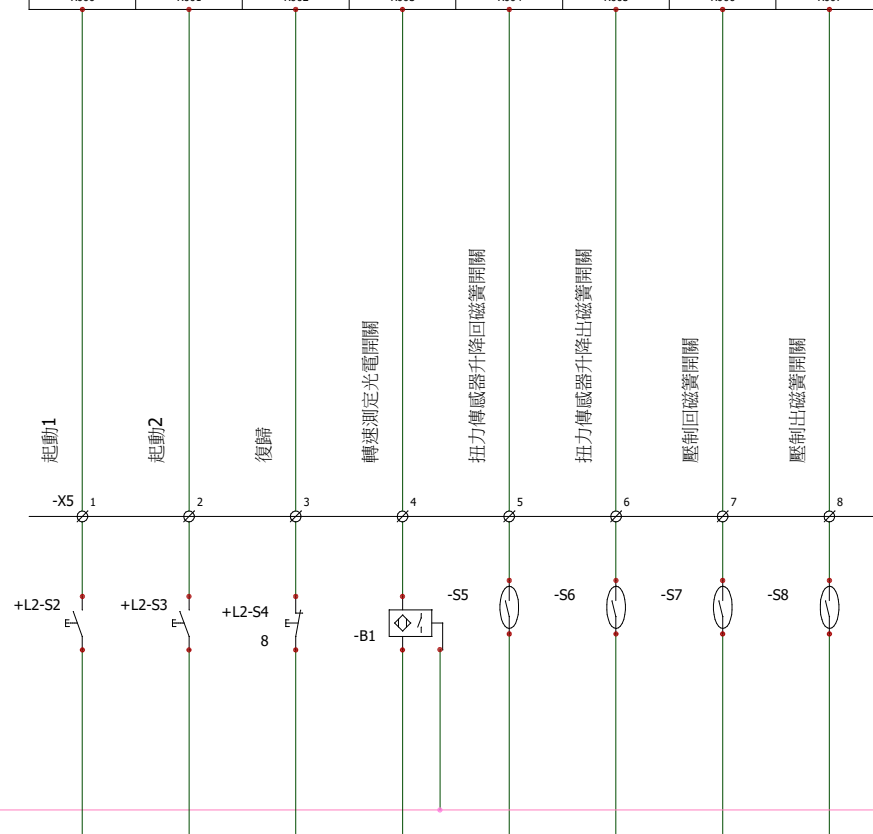 起動1
起動2
復歸
轉速測定光電開關
扭力傳感器升降回磁簧開關
扭力傳感器升降出磁簧開關
壓制回磁簧開關
壓制出磁簧開關
-X5 1 2 3 4 5 6 7 8
+L2-S2 +L2-S3 +L2-S4 -B1 -S5 -S6 -S7 -S8
8